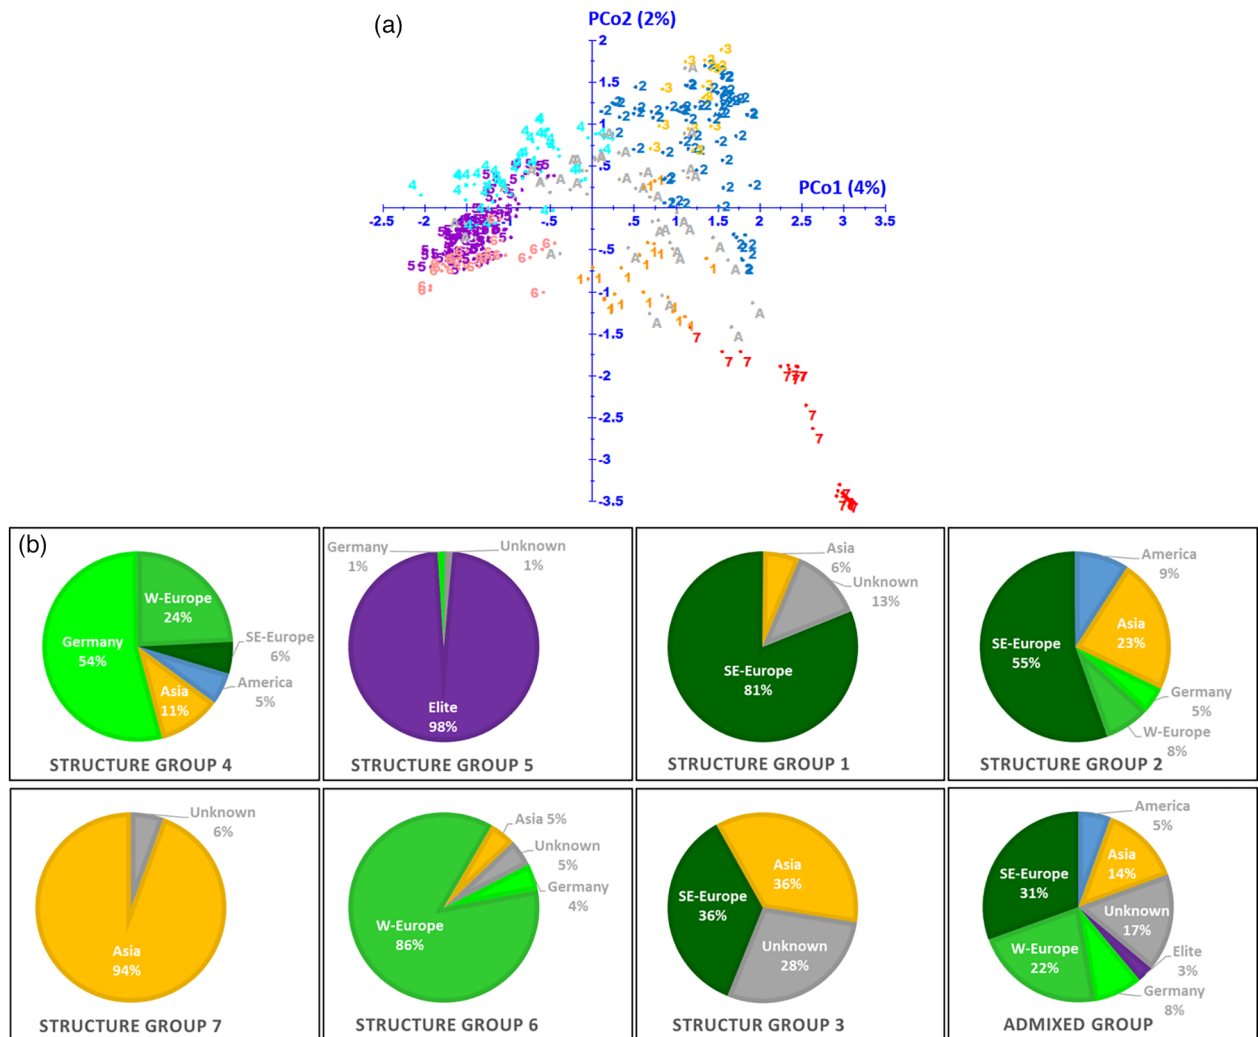 (a)
PCo2 (2%)
2
1.5
1
.5
PCo1 (4%)
-2.5 -2 -1.5 -1 -.5 .5 1 1.5 2 2.5 3 3.5
-.5
-1
-1.5
-2
-2.5
-3
-3.5
(b)
W-Europe
24%
Germany
54%
SE-Europe
6%
America
5%
Asia
11%
STRUCTURE GROUP 4
Germany
1%
Unknown
1%
Elite
98%
STRUCTURE GROUP 5
Asia
6%
Unknown
13%
SE-Europe
81%
STRUCTURE GROUP 1
America
9%
Asia
23%
SE-Europe
55%
Germany
5%
W-Europe
8%
STRUCTURE GROUP 2
Unknown
6%
Asia
94%
STRUCTURE GROUP 7
Asia 5%
Unknown
5%
Germany
4%
W-Europe
86%
STRUCTURE GROUP 6
Asia
36%
SE-Europe
36%
Unknown
28%
STRUCTUR GROUP 3
America
5%
Asia
14%
SE-Europe
31%
Unknown
17%
W-Europe
22%
Elite
3%
Germany
8%
ADMIXED GROUP